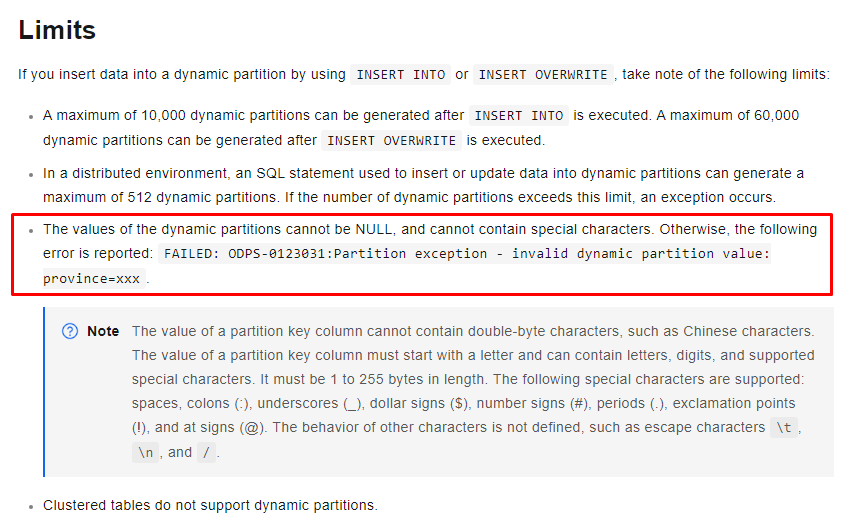 Limits
If you insert data into a dynamic partition by using INSERT INTO or INSERT OVERWRITE , take note of the following limits:
• A maximum of 10,000 dynamic partitions can be generated after INSERT INTO is executed. A maximum of 60,000
dynamic partitions can be generated after INSERT OVERWRITE is executed.
• In a distributed environment, an SQL statement used to insert or update data into dynamic partitions can generate a
maximum of 512 dynamic partitions. If the number of dynamic partitions exceeds this limit, an exception occurs.
• The values of the dynamic partitions cannot be NULL, and cannot contain special characters. Otherwise, the following
error is reported: FAILED: ODPS-0123031:Partition exception - invalid dynamic partition value:
province=xxx .
? Note The value of a partition key column cannot contain double-byte characters, such as Chinese characters.
The value of a partition key column must start with a letter and can contain letters, digits, and supported
special characters. It must be 1 to 255 bytes in length. The following special characters are supported:
spaces, colons (:), underscores (_), dollar signs ($), number signs (#), periods (.), exclamation points
(!), and at signs (@). The behavior of other characters is not defined, such as escape characters \t ,
\n , and / .
• Clustered tables do not support dynamic partitions.